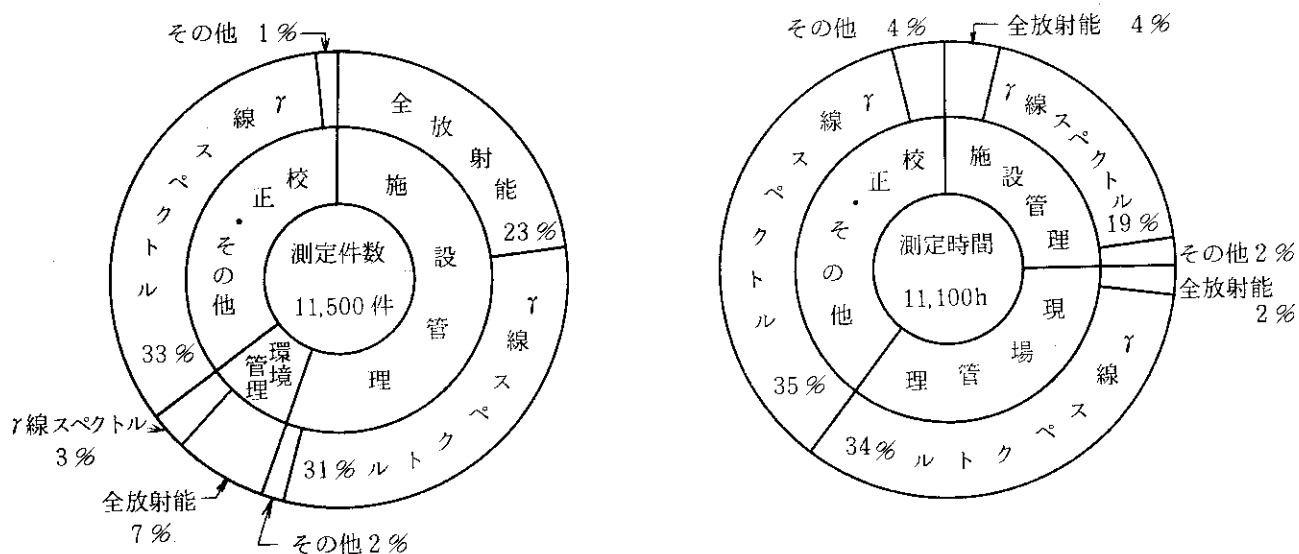 その他 1%
全放射能
23%
γ線スペクトル
31%
その他 2%
全放射能
7%
γ線スペクトル
3%
γ線スペクトル
33%
施設管理
環境
管理
校正・その他
測定件数
11,500件
その他 4%
全放射能 4%
γ線スペクトル
19%
その他 2%
全放射能
2%
γ線スペクトル
34%
γ線スペクトル
35%
施設管理
現場管理
校正・その他
測定時間
11,100h